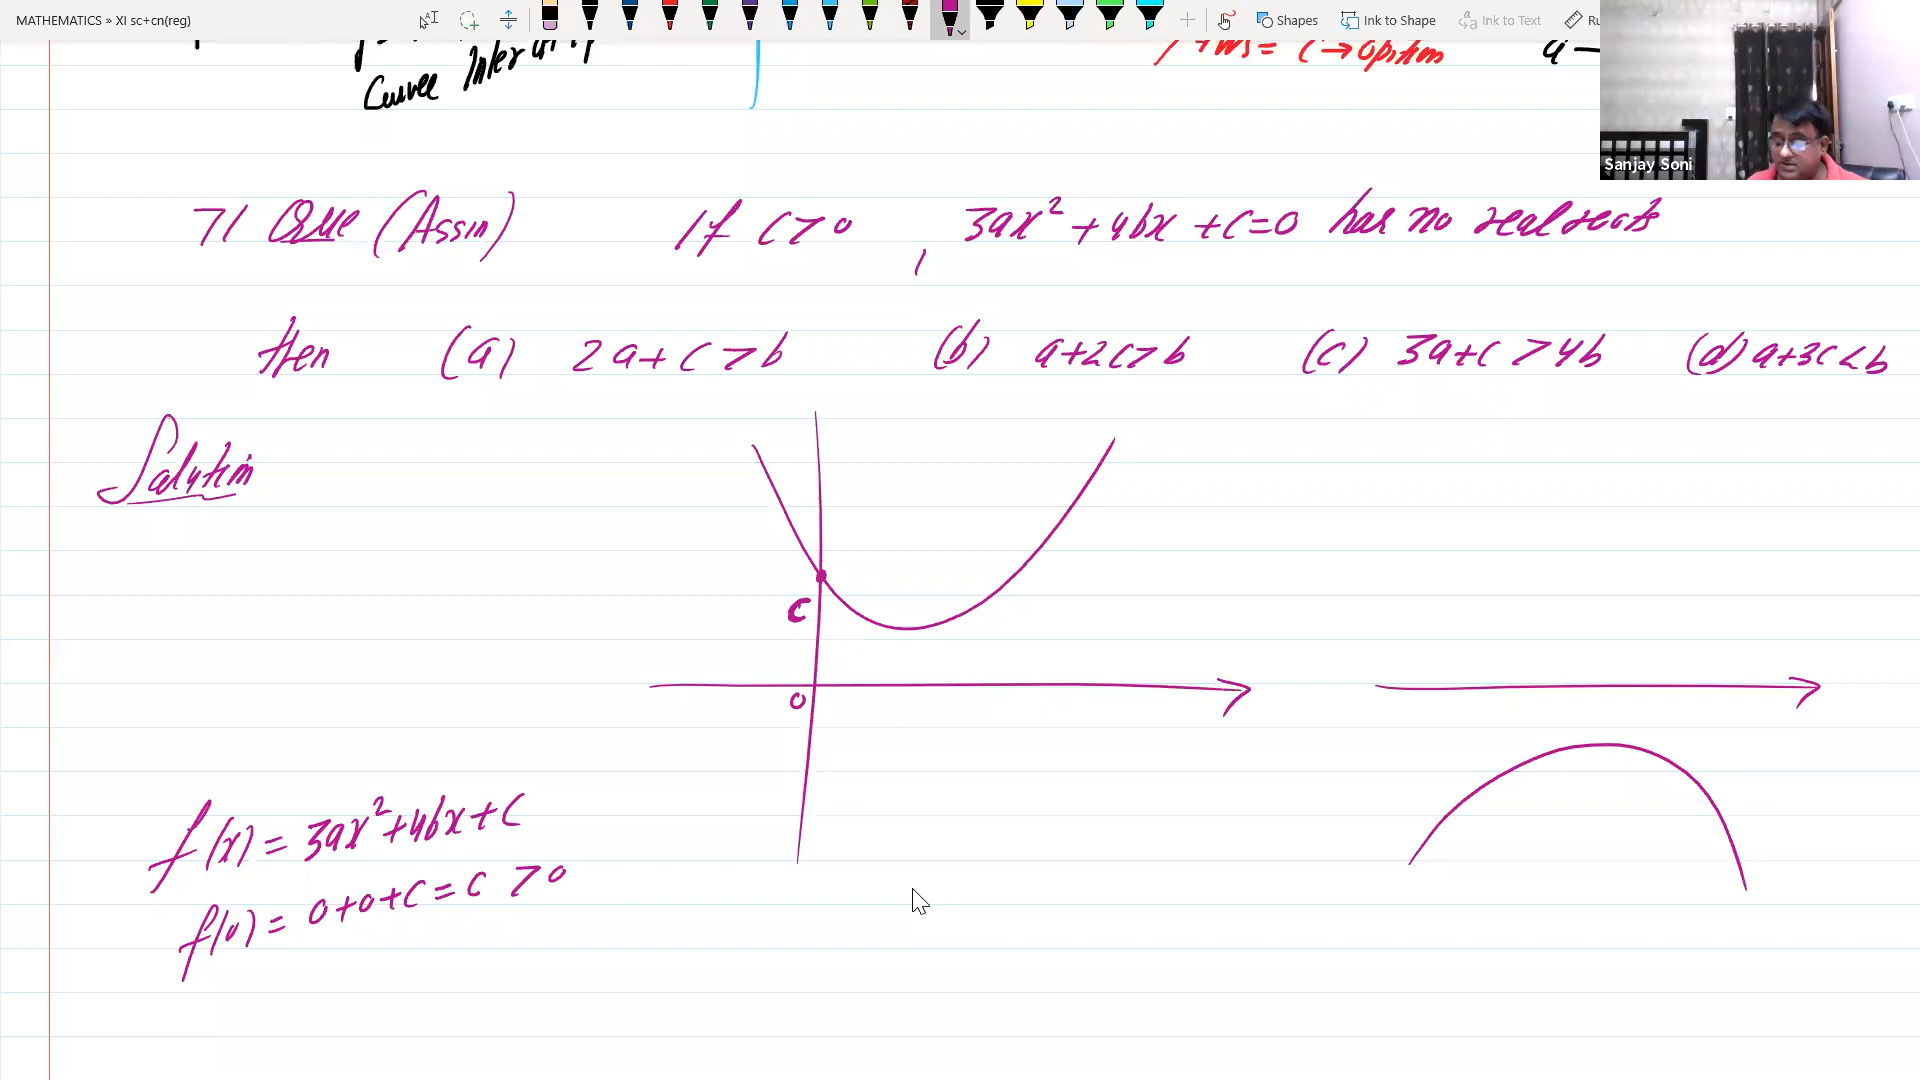 MATHEMATICS » XI sc+cn(reg)
Shapes
Ink to Shape
Ink to Text
Ru
Curve
= C → option
a –
Sanjay Soni
71 Que (Assin) If C>0 , 3ax²+4bx+C=0 has no real roots
then (a) 2a+C>b (b) a+2C>b (c) 3a+C>4b (d) a+3C<b
Solution
C
0
f(x) = 3ax²+4bx+C
f(0) = 0+0+C = C >0